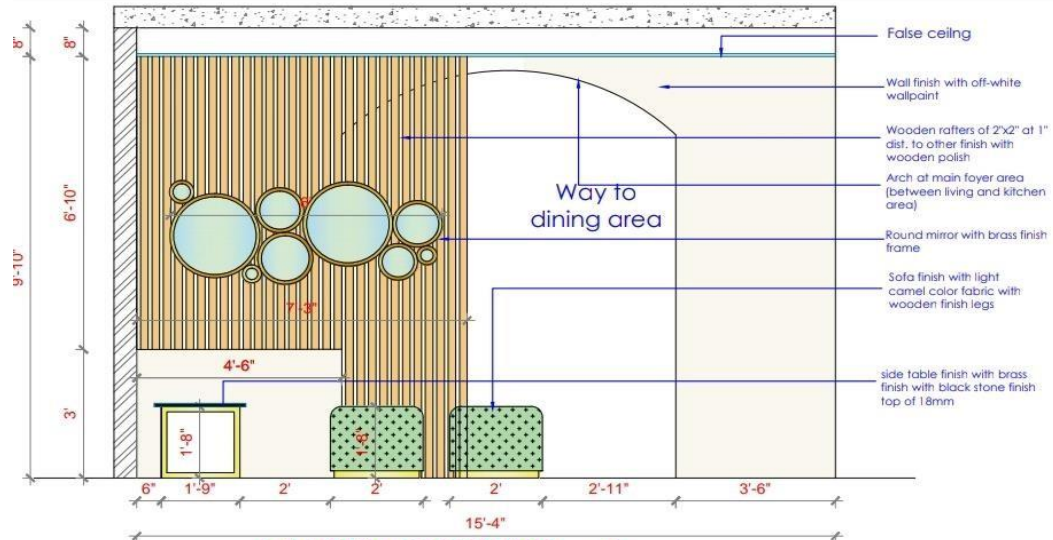 8"
8"
False ceilng
Wall finish with off-white
wallpaint
Wooden rafters of 2"x2" at 1"
dist. to other finish with
wooden polish
Arch at main foyer area
(between living and kitchen
area)
Way to
dining area
6'-10"
9'-10"
Round mirror with brass finish
frame
Sofa finish with light
camel color fabric with
wooden finish legs
7'-3"
4'-6"
side table finish with brass
finish with black stone finish
top of 18mm
3'
1'-8"
1'-8"
6"
1'-9"
2'
2'
2'
2'-11"
3'-6"
15'-4"